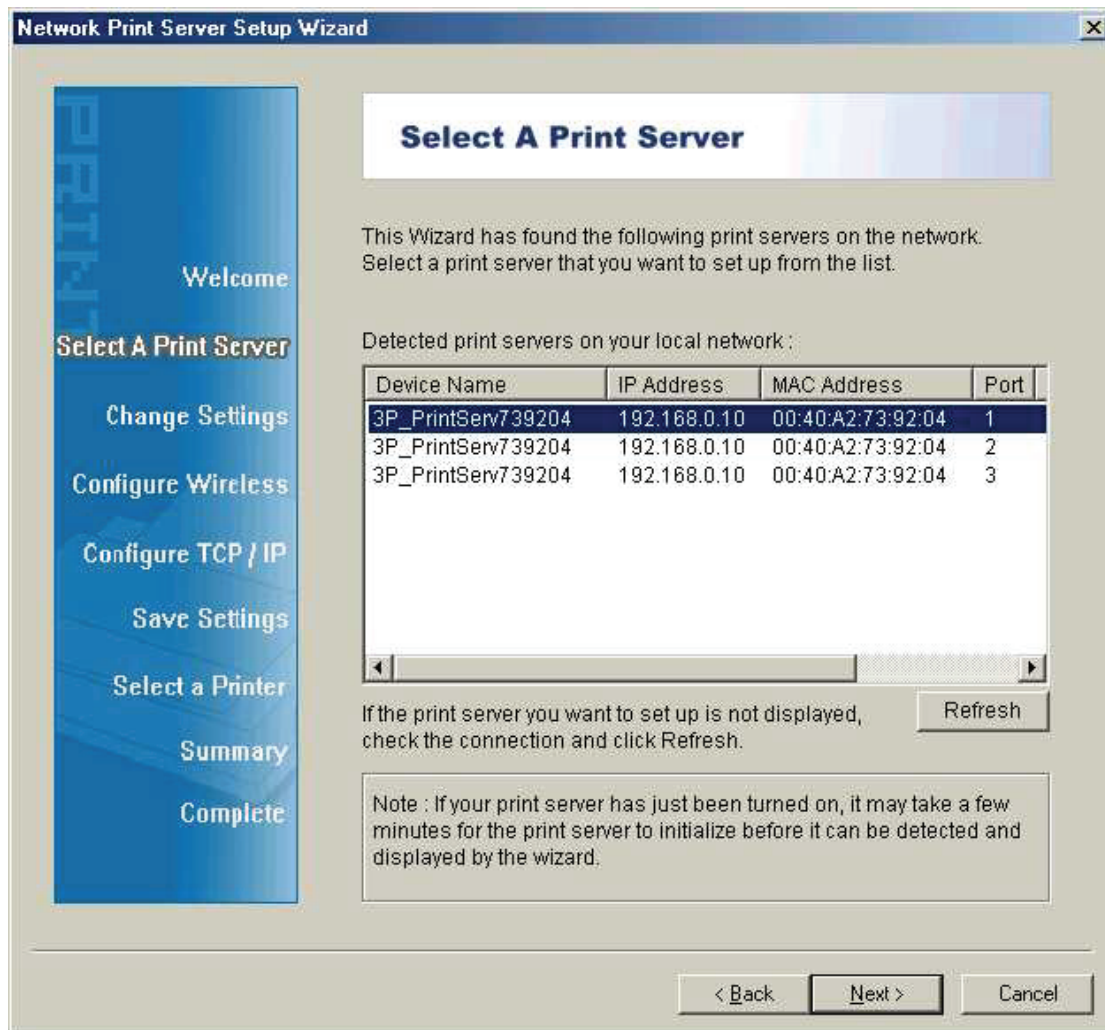 Network Print Server Setup Wizard
PRINT
Welcome
Select A Print Server
Change Settings
Configure Wireless
Configure TCP / IP
Save Settings
Select a Printer
Summary
Complete
Select A Print Server
This Wizard has found the following print servers on the network.
Select a print server that you want to set up from the list.
Detected print servers on your local network :
Device Name IP Address MAC Address Port
3P_PrintServ739204 192.168.0.10 00:40:A2:73:92:04 1
3P_PrintServ739204 192.168.0.10 00:40:A2:73:92:04 2
3P_PrintServ739204 192.168.0.10 00:40:A2:73:92:04 3
If the print server you want to set up is not displayed,
check the connection and click Refresh.
Refresh
Note : If your print server has just been turned on, it may take a few
minutes for the print server to initialize before it can be detected and
displayed by the wizard.
< Back Next > Cancel